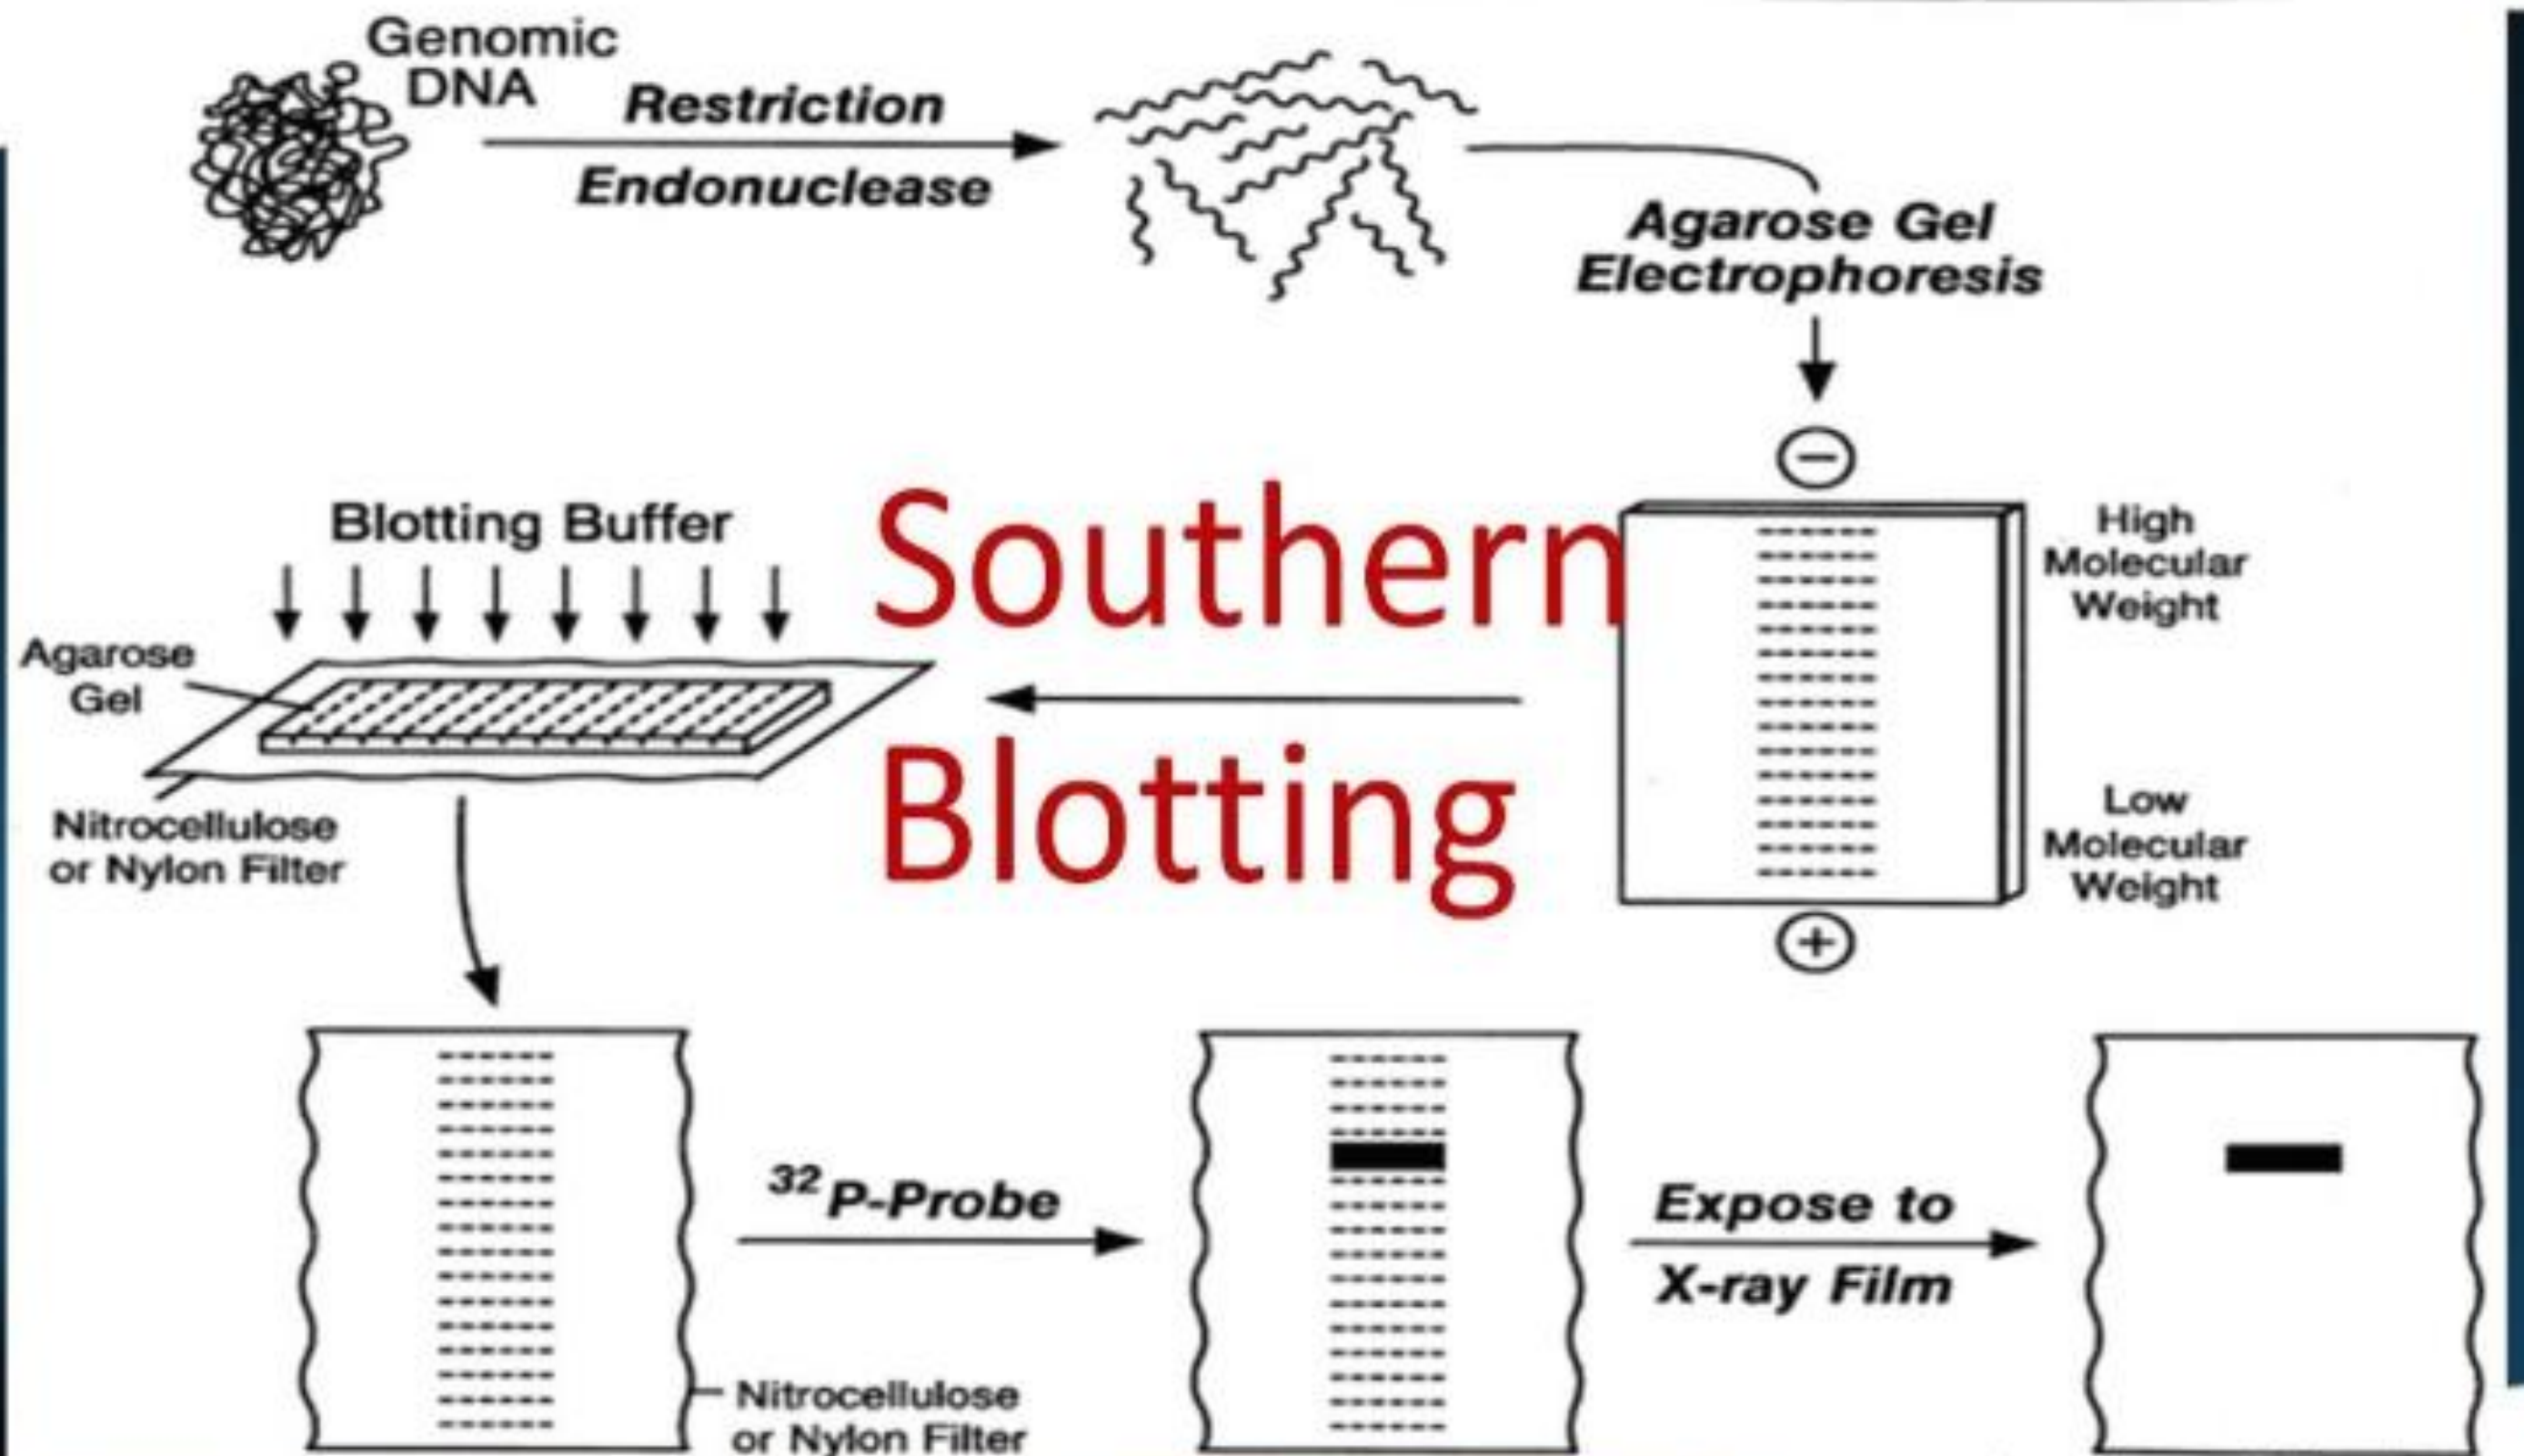 Genomic
DNA
Restriction
Endonuclease
Agarose Gel
Electrophoresis
−
High
Molecular
Weight
Low
Molecular
Weight
+
Southern
Blotting
Blotting Buffer
Agarose
Gel
Nitrocellulose
or Nylon Filter
32P-Probe
Nitrocellulose
or Nylon Filter
Expose to
X-ray Film